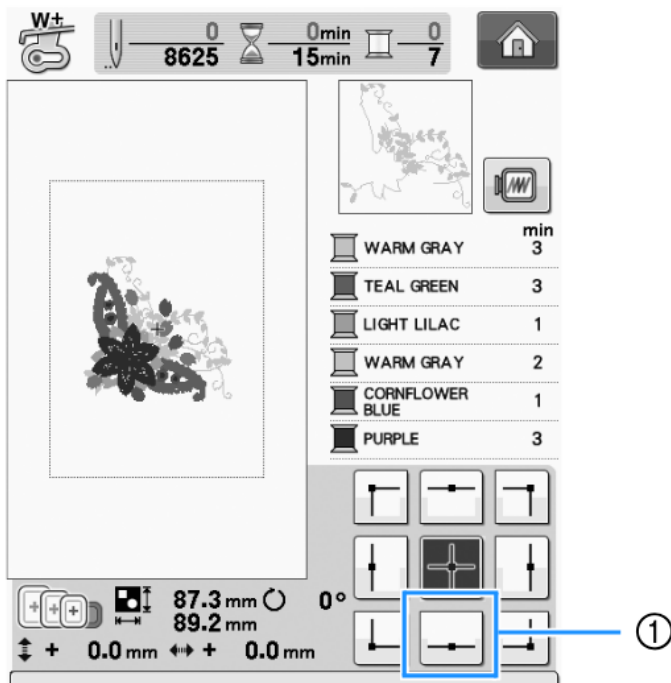 W+
0 0min 0
8625 15min 7
min
WARM GRAY 3
TEAL GREEN 3
LIGHT LILAC 1
WARM GRAY 2
CORNFLOWER
BLUE 1
PURPLE 3
87.3 mm 0°
89.2 mm
+ 0.0 mm + 0.0 mm
①